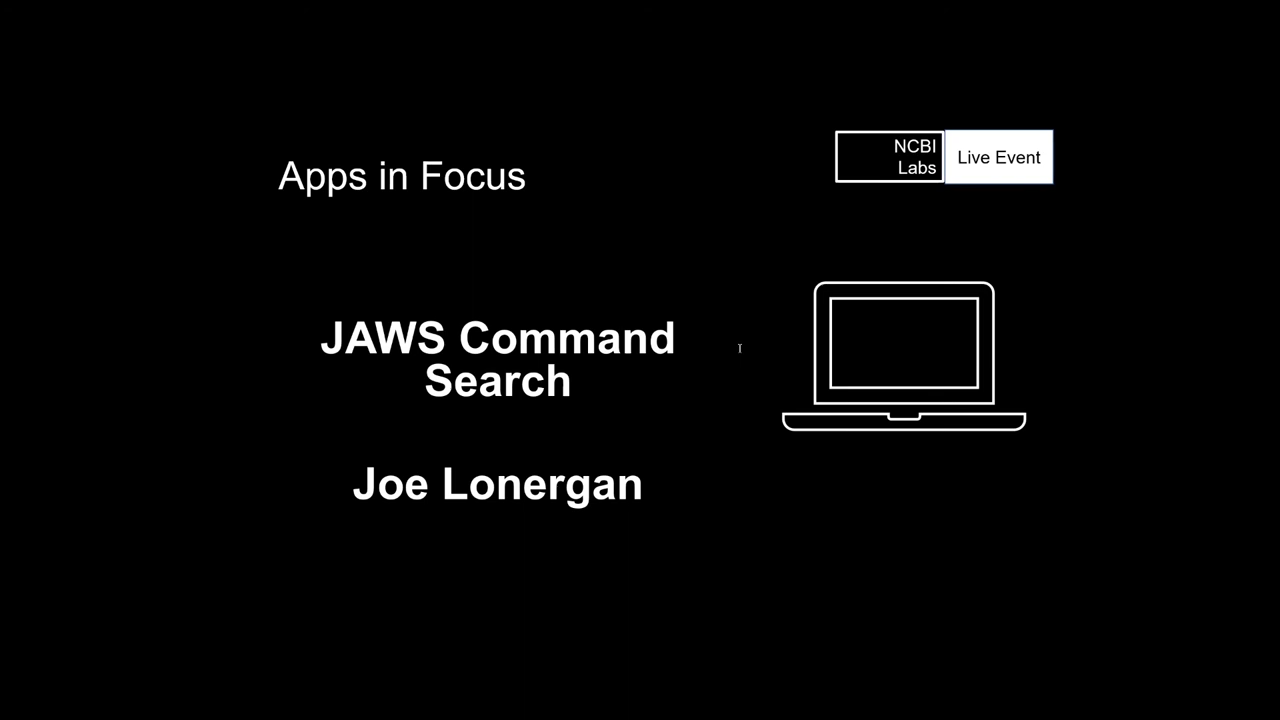 Apps in Focus
NCBI
Labs
Live Event
JAWS Command
Search
Joe Lonergan